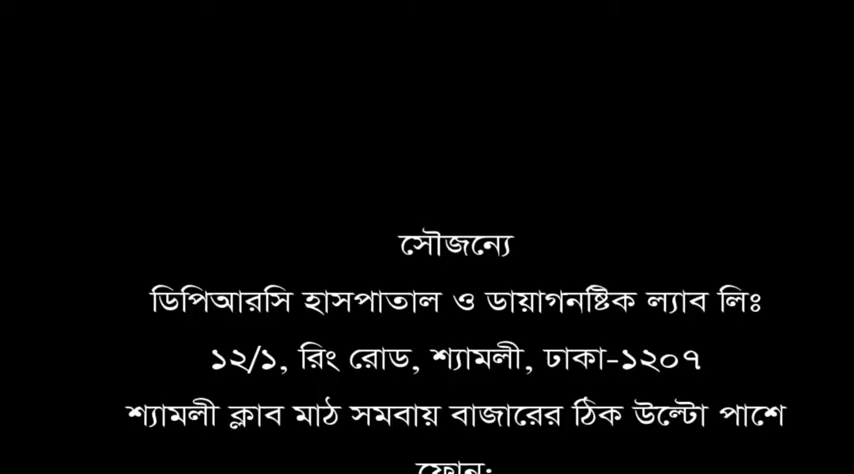 সৌজন্যে
ডিপিআরসি হাসপাতাল ও ডায়াগনষ্টিক ল্যাব লিঃ
১২/১, রিং রোড, শ্যামলী, ঢাকা-১২০৭
শ্যামলী ক্লাব মাঠ সমবায় বাজারের ঠিক উল্টো পাশে
ফোন: